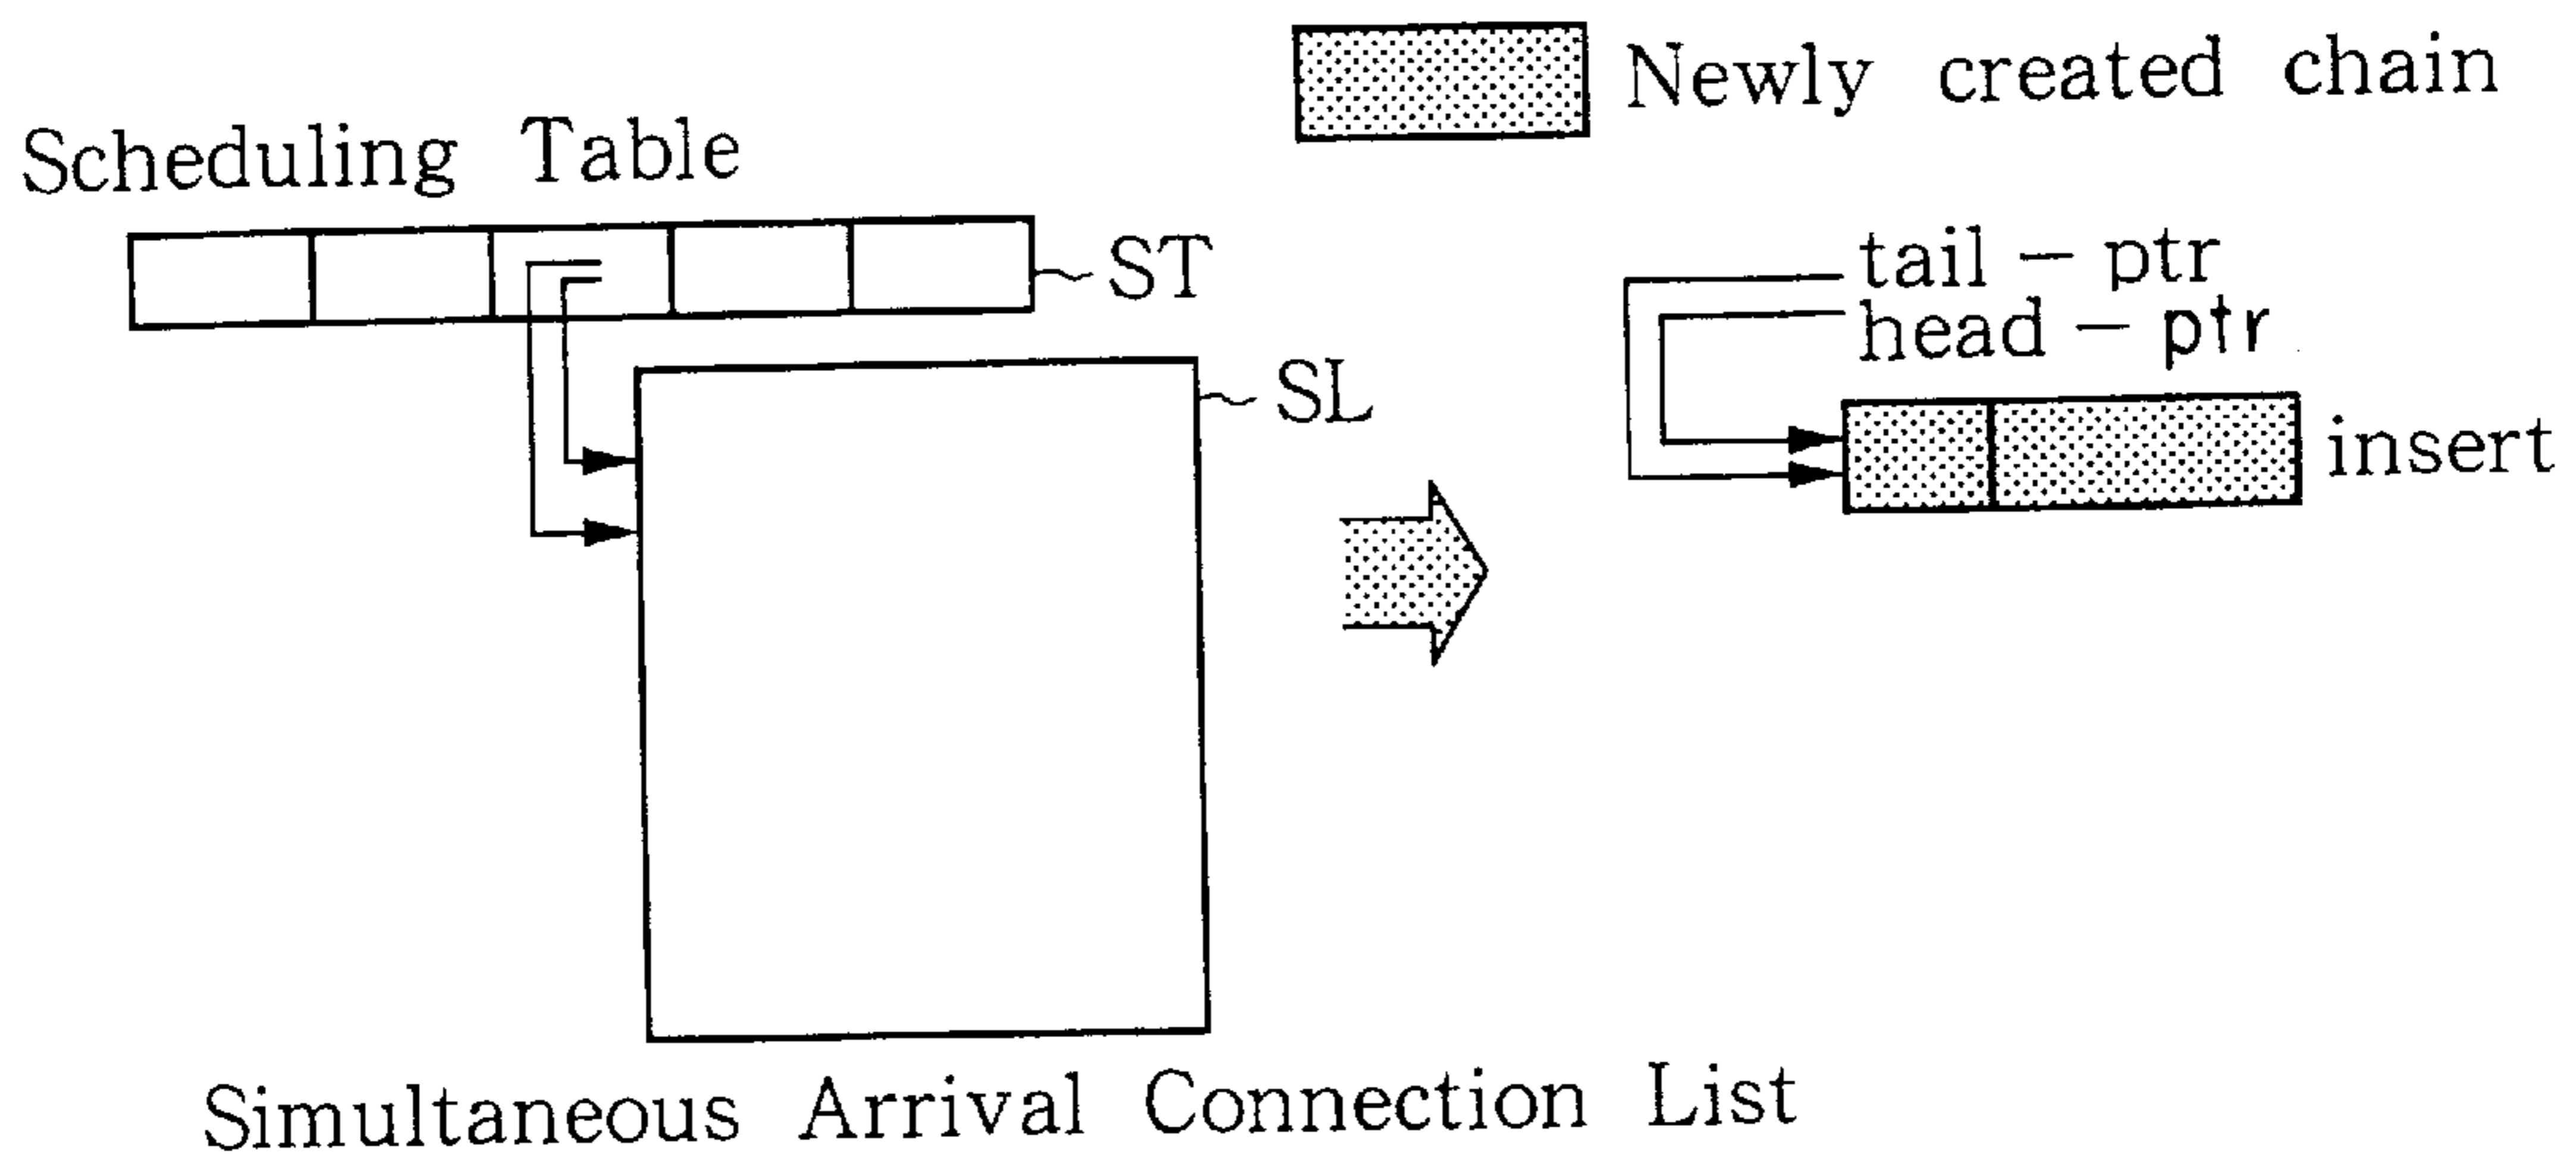 Newly created chain
Scheduling Table
ST
tail - ptr
head - ptr
SL
insert
Simultaneous Arrival Connection List